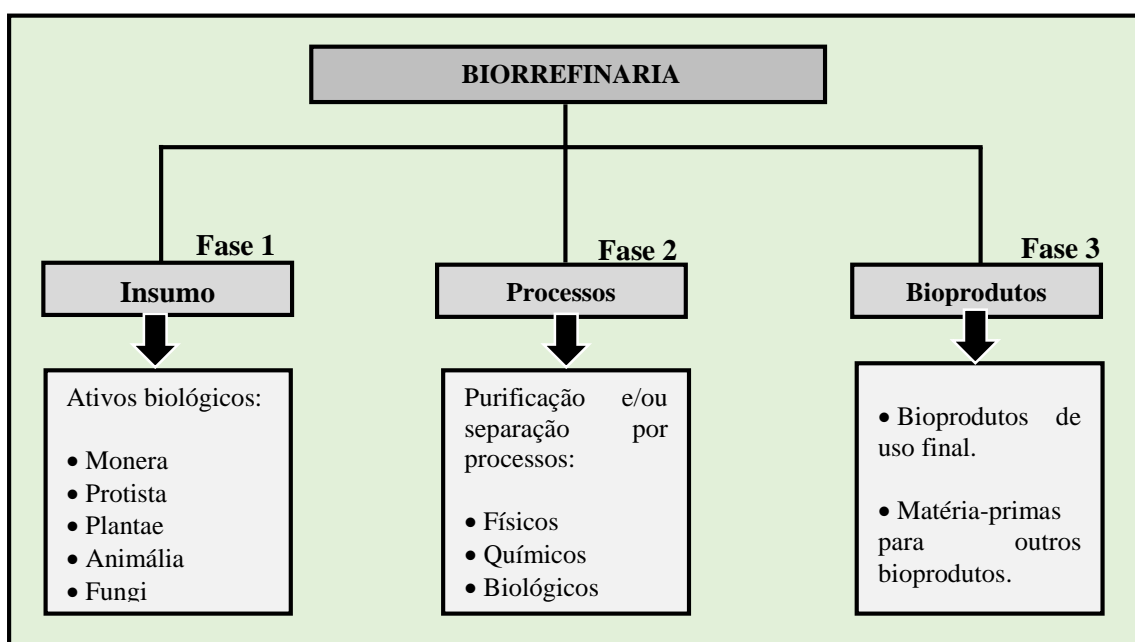 BIORREFINARIA
Fase 1
Insumo
Ativos biológicos:
• Monera
• Protista
• Plantae
• Animália
• Fungi
Fase 2
Processos
Purificação e/ou
separação por
processos:
• Físicos
• Químicos
• Biológicos
Fase 3
Bioprodutos
• Bioprodutos de
uso final.
• Matéria-primas
para outros
bioprodutos.